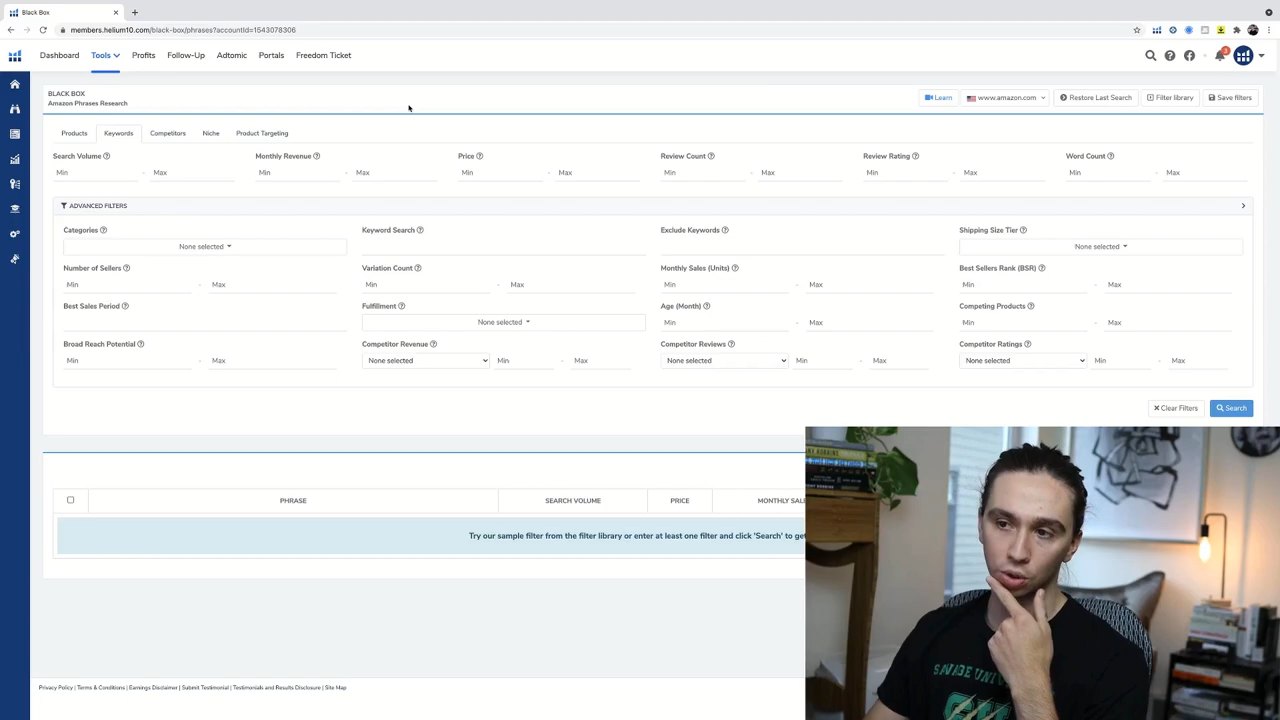 Black Box
members.helium10.com/black-box/phrases?accountId=1543078306
Dashboard Tools Profits Follow-Up Adtomic Portals Freedom Ticket
3
BLACK BOX
Amazon Phrases Research
Learn www.amazon.com Restore Last Search Filter library Save filters
Products Keywords Competitors Niche Product Targeting
Search Volume Monthly Revenue Price Review Count Review Rating Word Count
Min - Max Min - Max Min - Max Min - Max Min - Max Min - Max
ADVANCED FILTERS
Categories Keyword Search Exclude Keywords Shipping Size Tier
None selected None selected
Number of Sellers Variation Count Monthly Sales (Units) Best Sellers Rank (BSR)
Min - Max Min - Max Min - Max Min - Max
Best Sales Period Fulfillment Age (Month) Competing Products
None selected Min - Max Min - Max
Broad Reach Potential Competitor Revenue Competitor Reviews Competitor Ratings
Min - Max None selected Min - Max None selected Min - Max None selected Min - Max
Clear Filters Search
PHRASE SEARCH VOLUME PRICE MONTHLY SAL
Try our sample filter from the filter library or enter at least one filter and click 'Search' to get
Privacy Policy | Terms & Conditions | Earnings Disclaimer | Submit Testimonial | Testimonials and Results Disclosure | Site Map
SAVAGE UNI